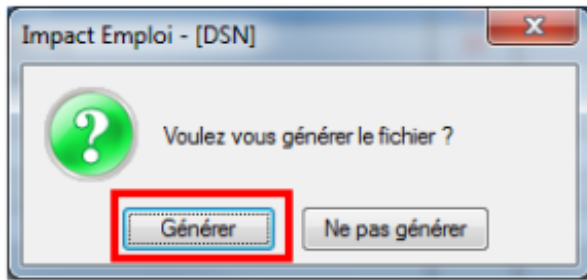 Impact Emploi - [DSN]
Voulez vous générer le fichier ?
Générer
Ne pas générer